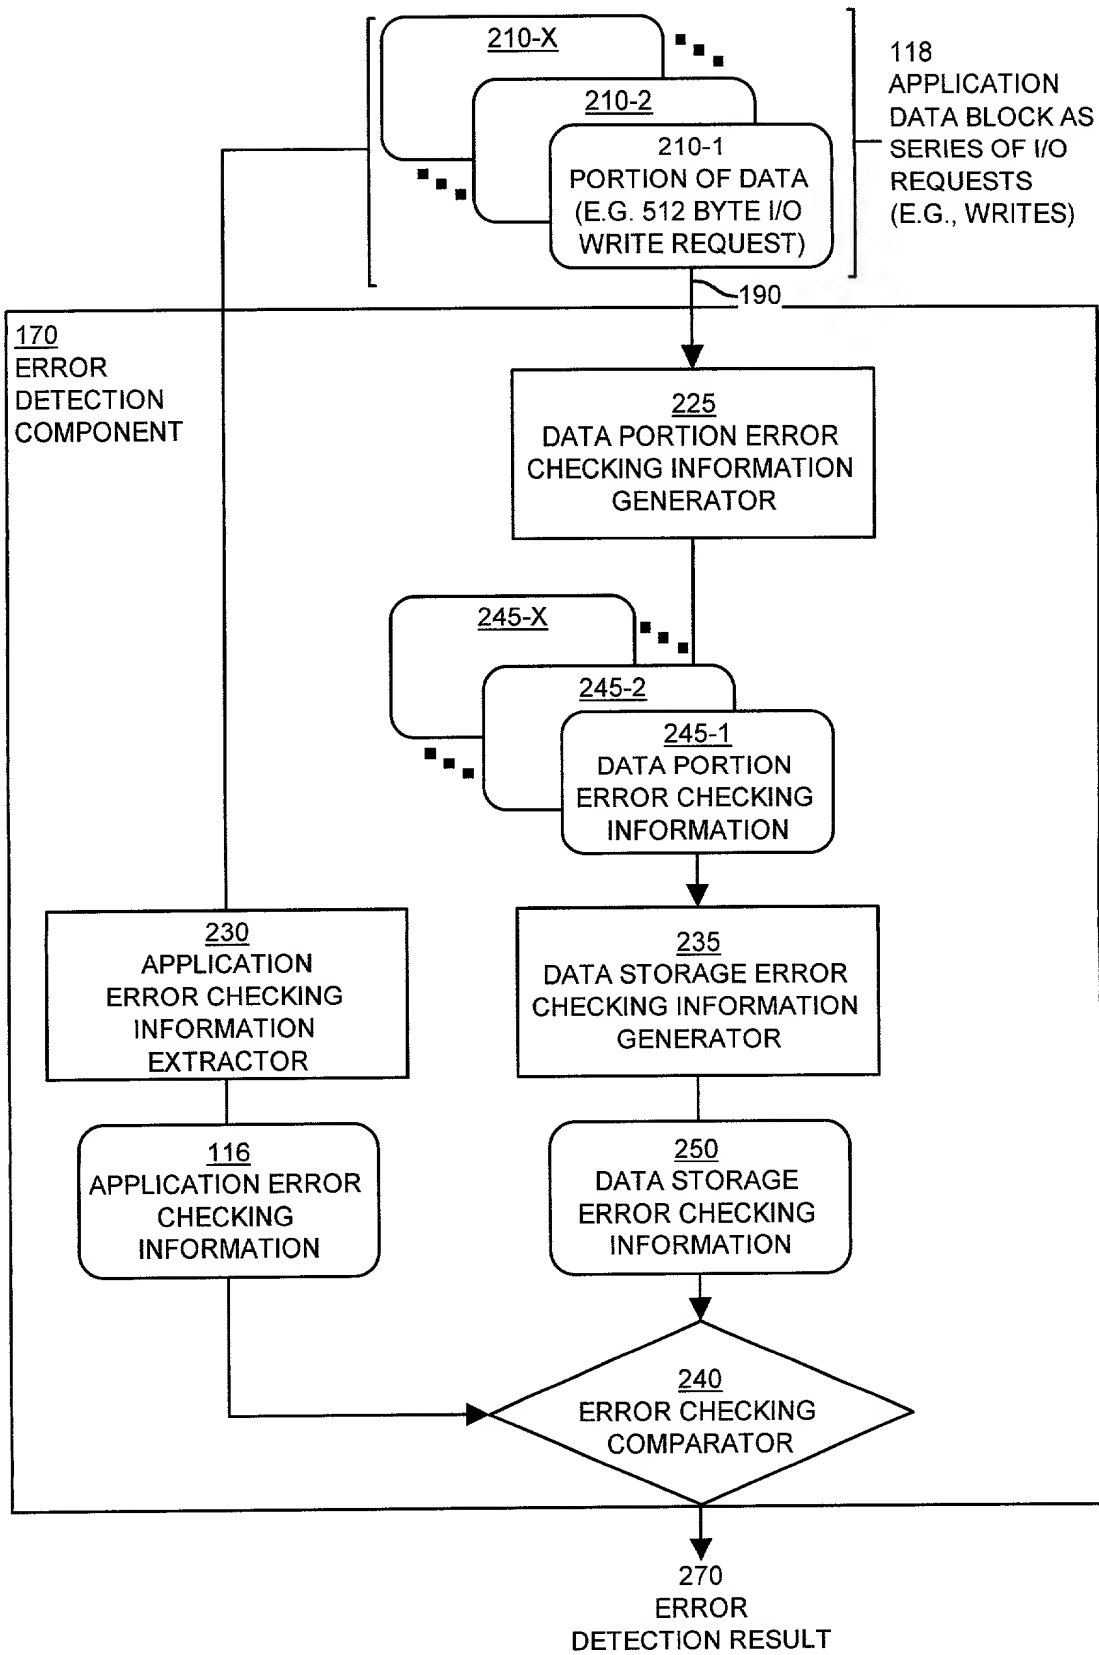 210-X
210-2
210-1
PORTION OF DATA
(E.G. 512 BYTE I/O
WRITE REQUEST)
118
APPLICATION
DATA BLOCK AS
SERIES OF I/O
REQUESTS
(E.G., WRITES)
190
170
ERROR
DETECTION
COMPONENT
225
DATA PORTION ERROR
CHECKING INFORMATION
GENERATOR
245-X
245-2
245-1
DATA PORTION
ERROR CHECKING
INFORMATION
230
APPLICATION
ERROR CHECKING
INFORMATION
EXTRACTOR
235
DATA STORAGE ERROR
CHECKING INFORMATION
GENERATOR
116
APPLICATION ERROR
CHECKING
INFORMATION
250
DATA STORAGE
ERROR CHECKING
INFORMATION
240
ERROR CHECKING
COMPARATOR
270
ERROR
DETECTION RESULT